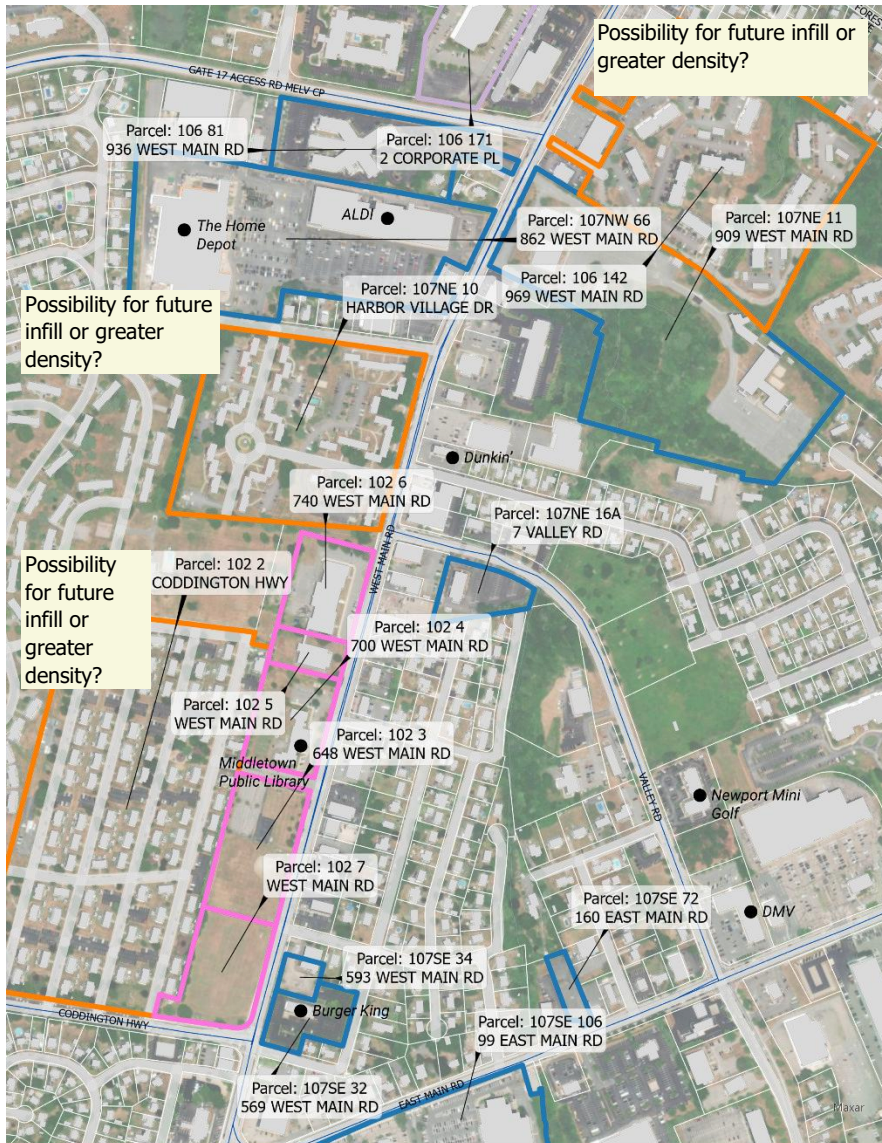 FORES
Possibility for future infill or
greater density?
GATE 17 ACCESS RD MELV CP
Parcel: 106 81
936 WEST MAIN RD
Parcel: 106 171
2 CORPORATE PL
The Home
Depot
ALDI
Parcel: 107NW 66
862 WEST MAIN RD
Parcel: 107NE 11
909 WEST MAIN RD
Parcel: 106 142
969 WEST MAIN RD
Parcel: 107NE 10
HARBOR VILLAGE DR
Possibility for future
infill or greater
density?
Dunkin'
Parcel: 102 6
740 WEST MAIN RD
Parcel: 107NE 16A
7 VALLEY RD
WEST MAIN RD
Possibility
for future
infill or
greater
density?
Parcel: 102 2
CODDINGTON HWY
Parcel: 102 4
700 WEST MAIN RD
Parcel: 102 5
WEST MAIN RD
Parcel: 102 3
648 WEST MAIN RD
Middletown
Public Library
VALLEY RD
Newport Mini
Golf
Parcel: 102 7
WEST MAIN RD
Parcel: 107SE 72
160 EAST MAIN RD
DMV
Parcel: 107SE 34
593 WEST MAIN RD
Burger King
CODDINGTON HWY
Parcel: 107SE 106
99 EAST MAIN RD
Parcel: 107SE 32
569 WEST MAIN RD
EAST MAIN RD
Maxar